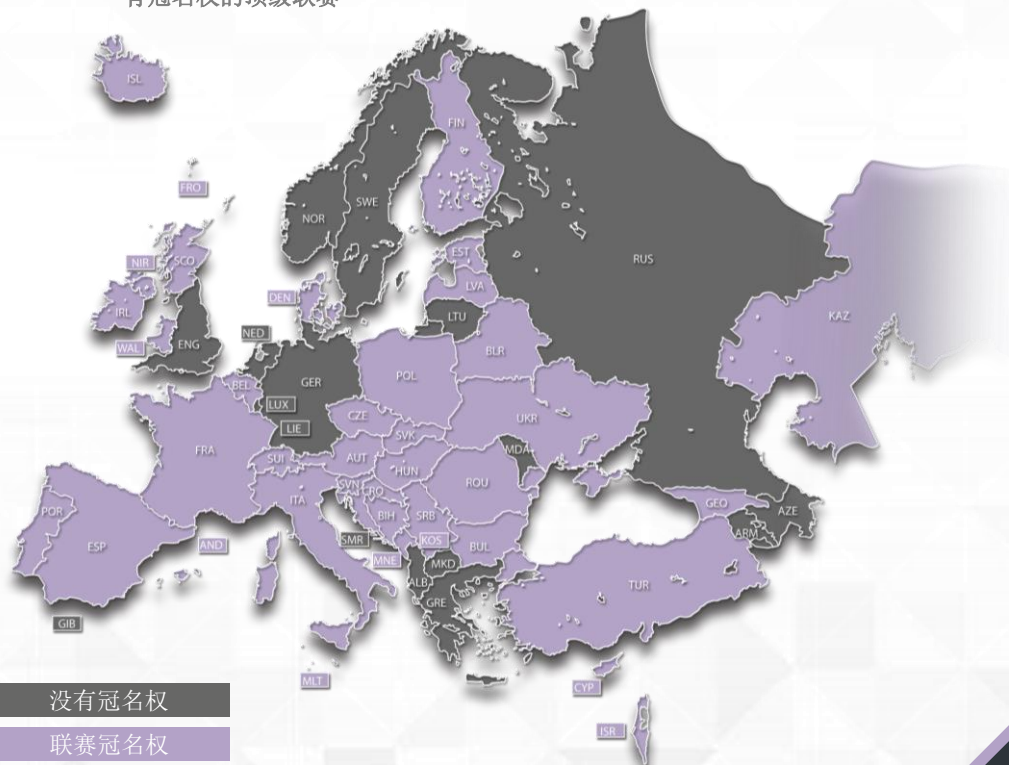 有冠名权的顶级联赛
ISL
FIN
FRO
SWE
NOR
RUS
EST
NIR
SCO
LVA
DEN
IRL
KAZ
LTU
NED
ENG
WAL
BLR
POL
GER
BEL
LUX
CZE
UKR
LIE
SVK
FRA
MDA
SUI
AUT
HUN
ROU
SVN
CRO
ITA
GEO
POR
AZE
BIH
SRB
ARM
SMR
KOS
ESP
AND
BUL
MNE
MKD
ALB
TUR
GRE
GIB
MLT
CYP
没有冠名权
ISR
联赛冠名权